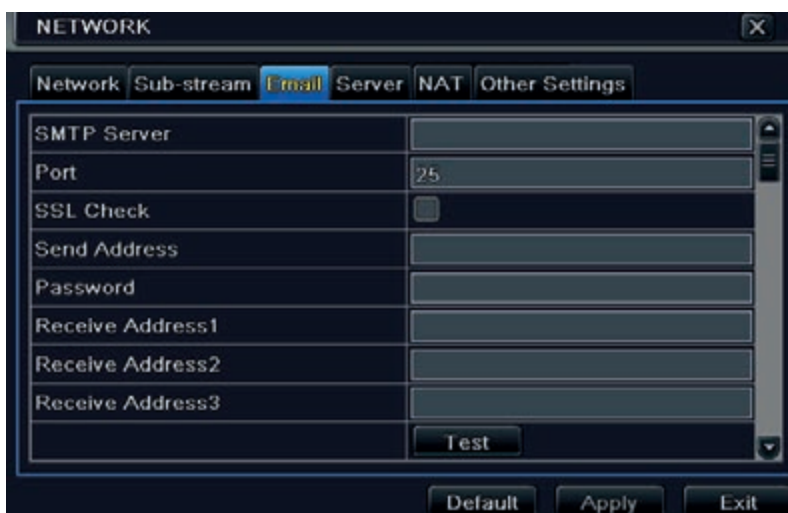 NETWORK
Network Sub-stream Email Server NAT Other Settings
SMTP Server
Port 25
SSL Check
Send Address
Password
Receive Address1
Receive Address2
Receive Address3
Test
Default Apply Exit